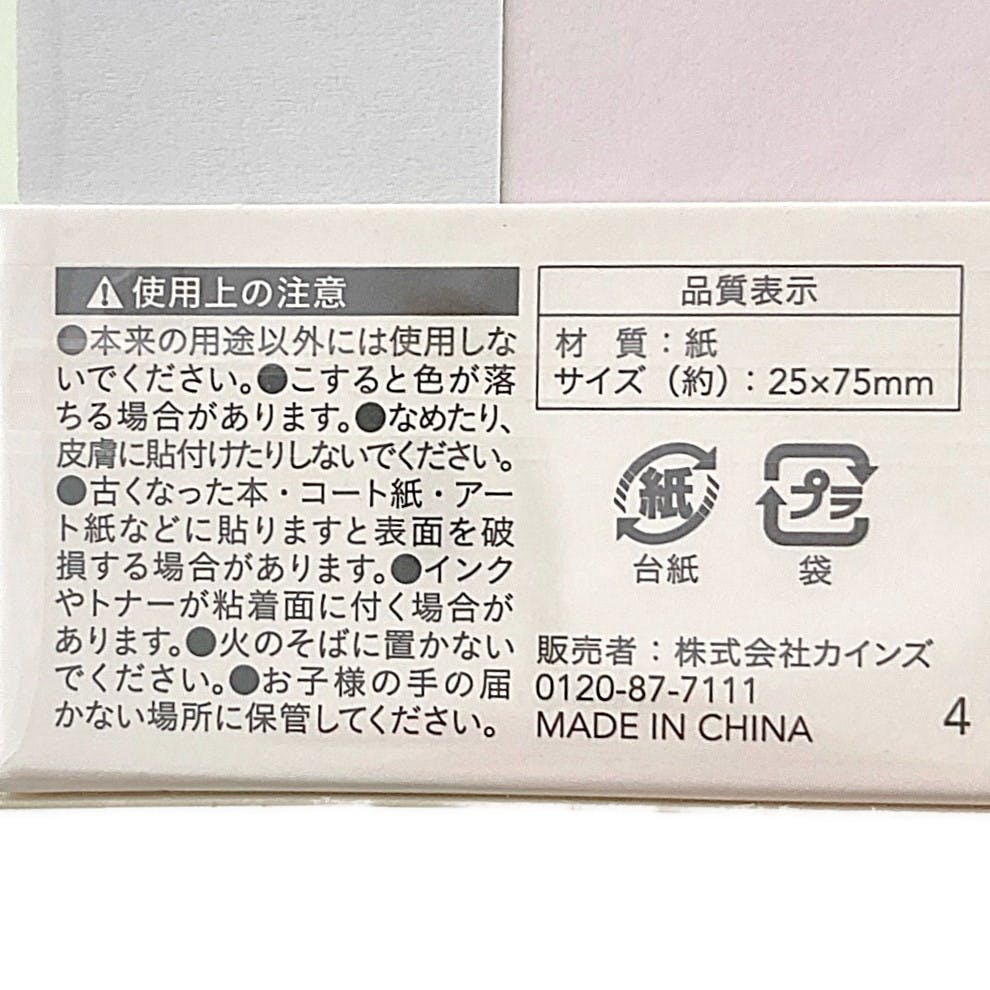 ⚠使用上の注意
●本来の用途以外には使用しな
いでください。●こすると色が落
ちる場合があります。●なめたり、
皮膚に貼付けたりしないでください。
●古くなった本・コート紙・アー
ト紙などに貼りますと表面を破
損する場合があります。●インク
やトナーが粘着面に付く場合が
あります。●火のそばに置かない
でください。●お子様の手の届
かない場所に保管してください。
品質表示
材　質：紙
サイズ（約）：25×75mm
紙
台紙
プラ
袋
販売者：株式会社カインズ
0120-87-7111
MADE IN CHINA
4